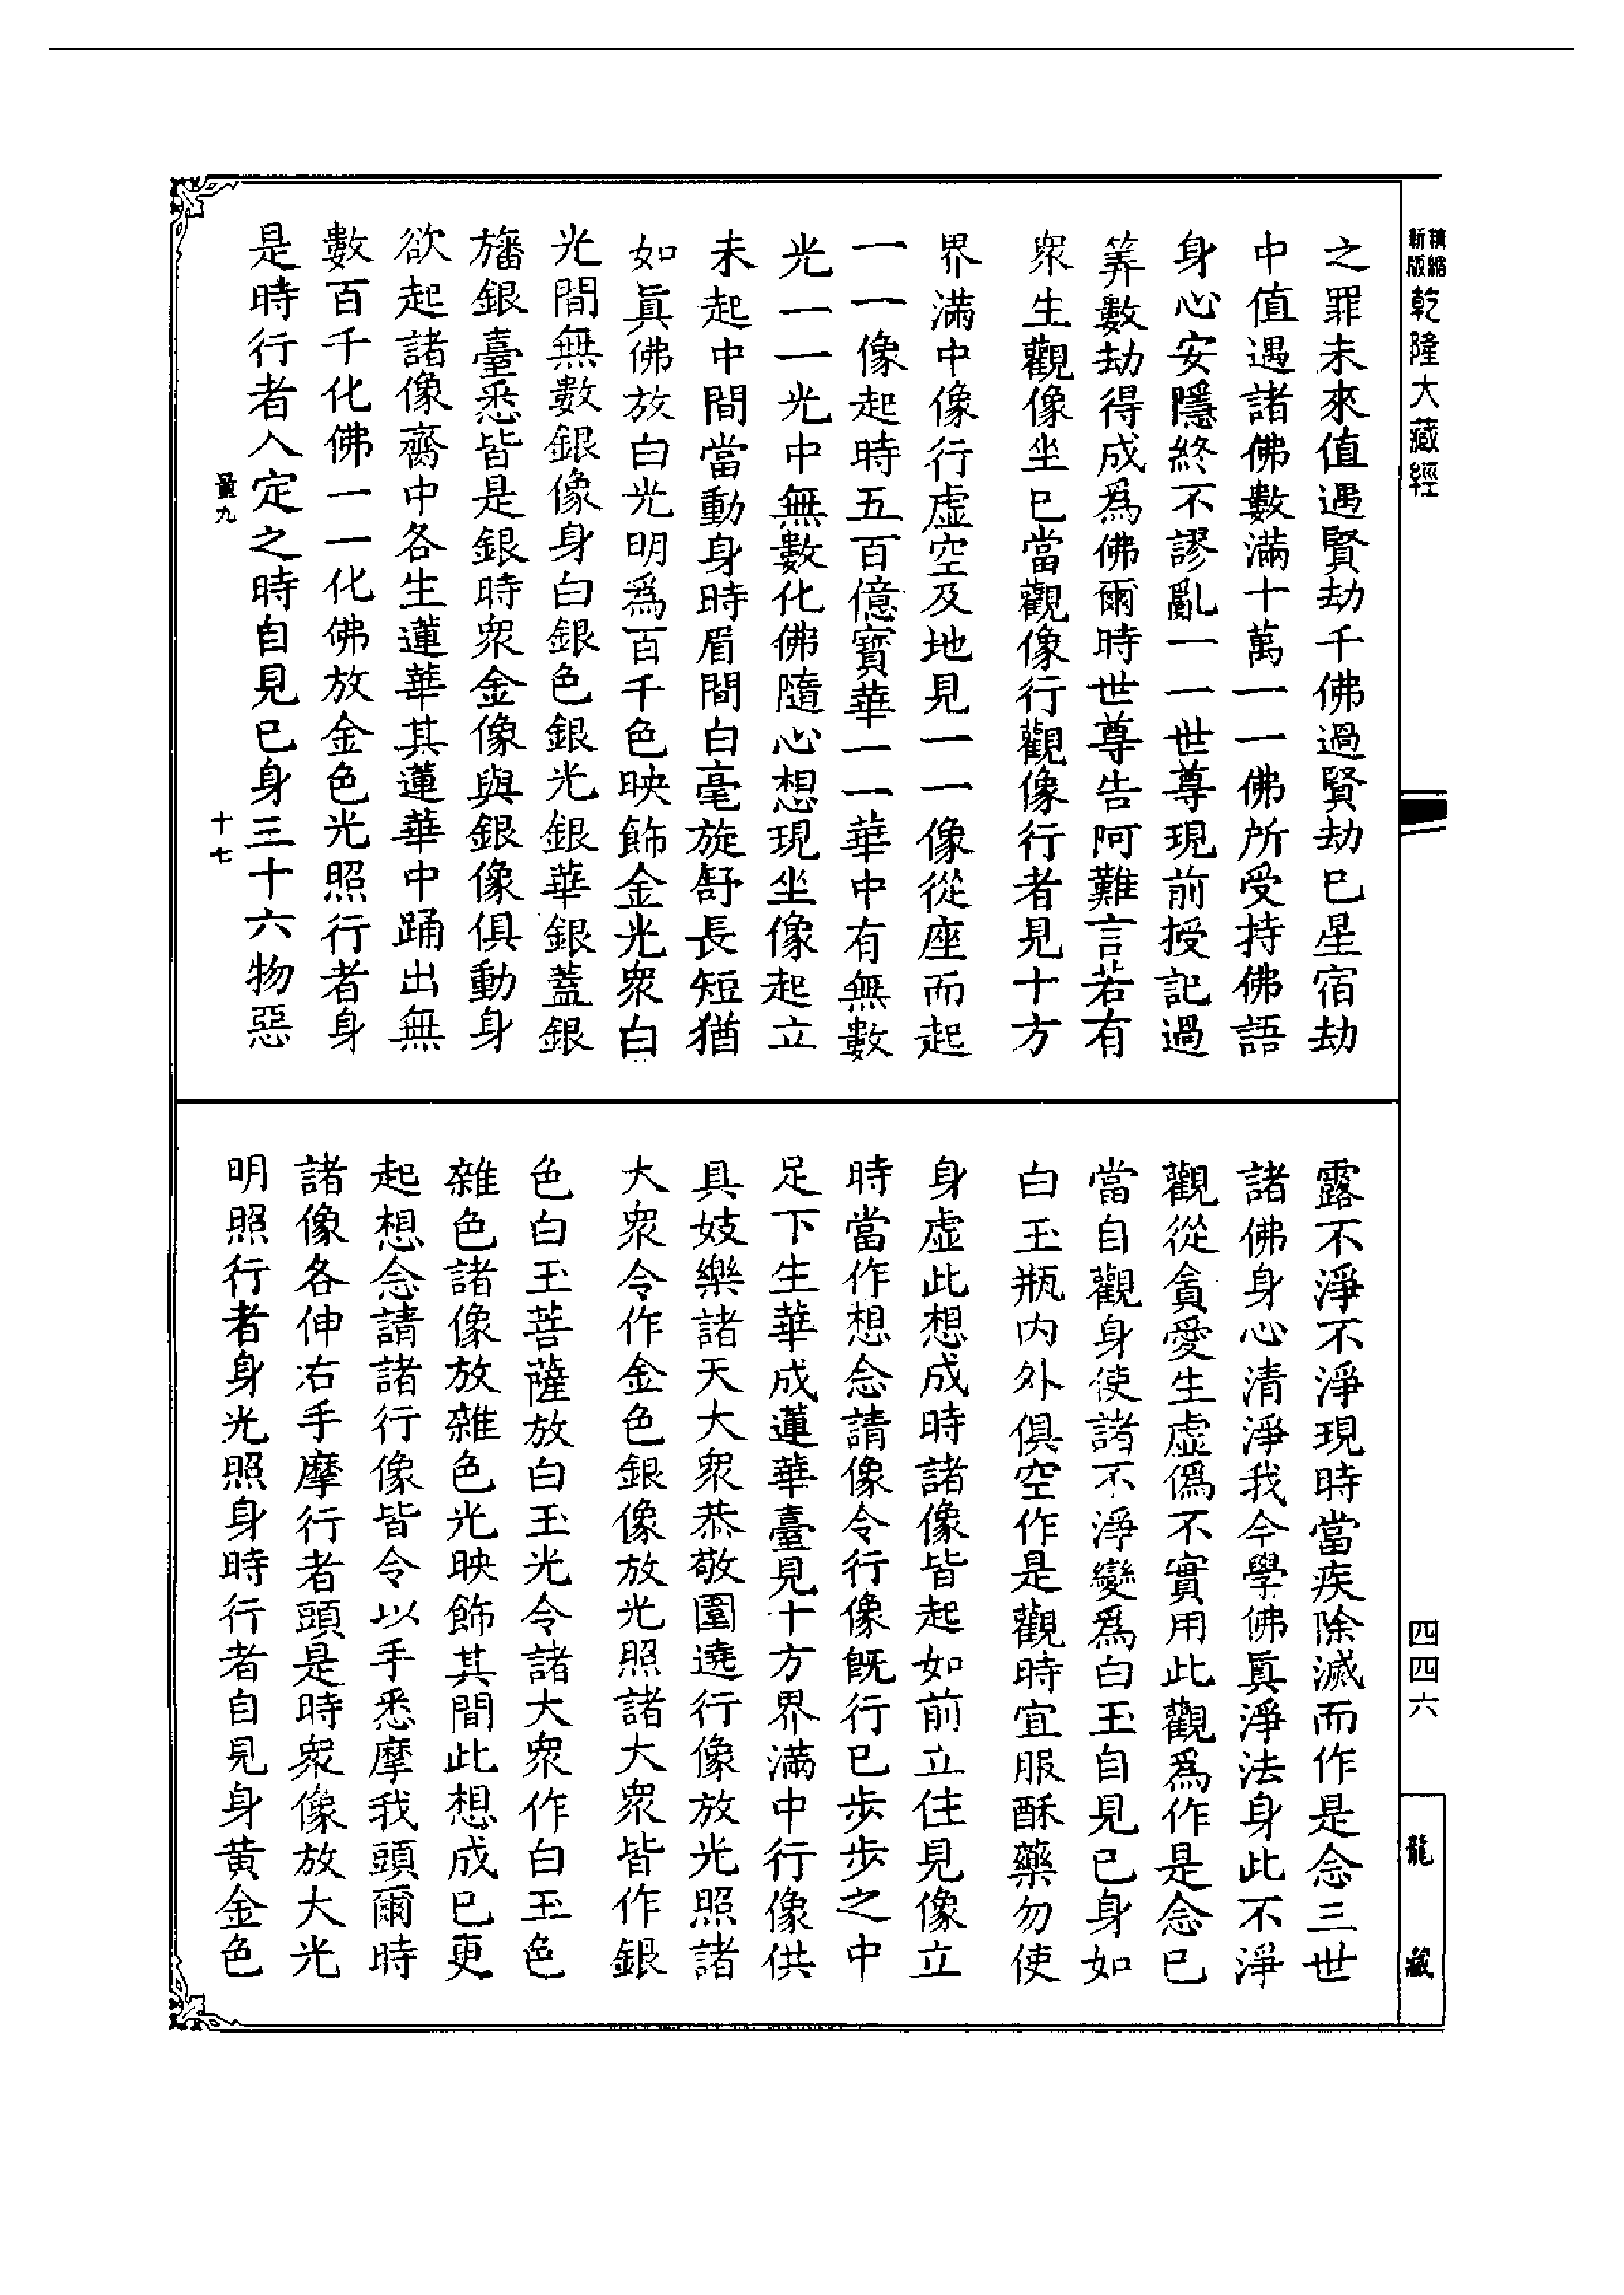 精縮
新版
乾隆大藏經
四四六
龍藏
之罪未來值遇賢劫千佛過賢劫已星宿劫
中值遇諸佛數滿十萬一一佛所受持佛語
身心安隱終不謬亂一一世尊現前授記過
筭數劫得成爲佛爾時世尊告阿難言若有
衆生觀像坐已當觀像行觀像行者見十方
界滿中像行虛空及地見一一像從座而起
一一像起時五百億寶華一一華中有無數
光一一光中無數化佛隨心想現坐像起立
未起中間當動身時眉間白毫旋舒長短猶
如眞佛放白光明爲百千色映飾金光衆白
光間無數銀像身白銀色銀光銀華銀蓋銀
旛銀臺悉皆是銀時衆金像與銀像俱動身
欲起諸像齊中各生蓮華其蓮華中踊出無
數百千化佛一一化佛放金色光照行者身
是時行者入定之時自見已身三十六物惡
量九
十七
露不淨不淨現時當疾除滅而作是念三世
諸佛身心清淨我今學佛眞淨法身此不淨
觀從貪愛生虛僞不實用此觀爲作是念已
當自觀身使諸不淨變爲白玉自見已身如
白玉瓶内外俱空作是觀時宜服酥藥勿使
身虛此想成時諸像皆起如前立住見像立
時當作想念請像令行像旣行已步步之中
足下生華成蓮華臺見十方界滿中行像供
具妓樂諸天大衆恭敬圍遶行像放光照諸
大衆令作金色銀像放光照諸大衆皆作銀
色白玉菩薩放白玉光令諸大衆作白玉色
雜色諸像放雜色光映飾其間此想成已更
起想念請諸行像皆令以手悉摩我頭爾時
諸像各伸右手摩行者頭是時衆像放大光
明照行者身光照身時行者自見身黄金色